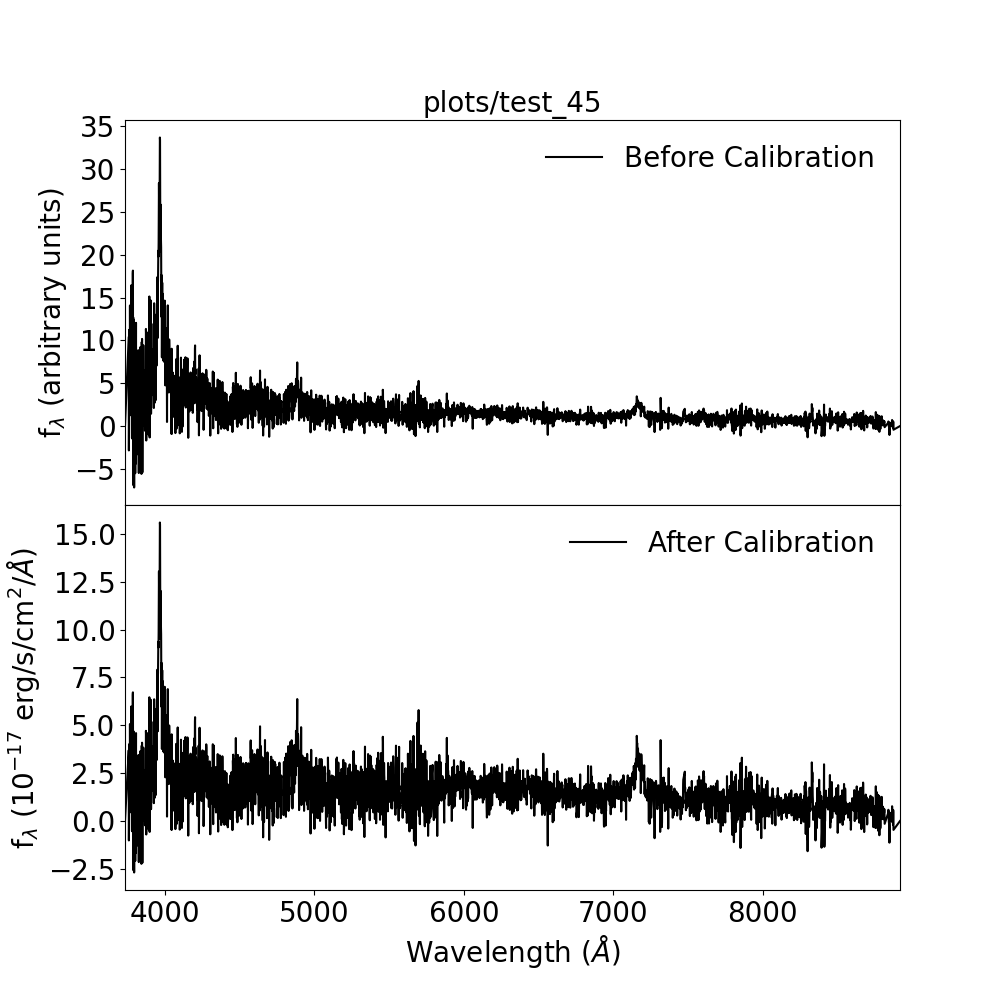 plots/test_45
35
30
25
20
15
10
5
0
−5
f_λ (arbitrary units)
Before Calibration
15.0
12.5
10.0
7.5
5.0
2.5
0.0
−2.5
f_λ (10⁻¹⁷ erg/s/cm²/Å)
After Calibration
4000 5000 6000 7000 8000
Wavelength (Å)